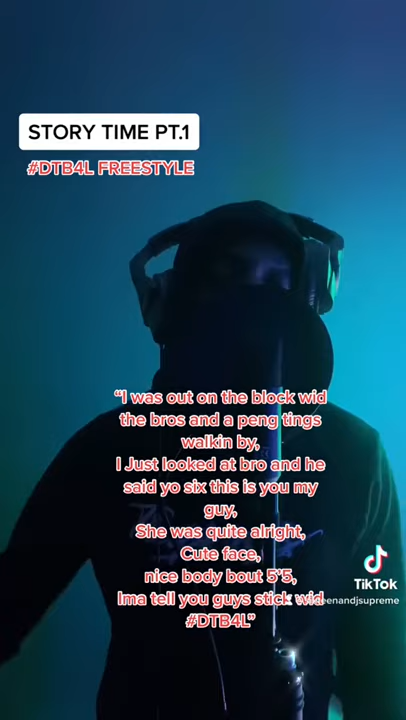 STORY TIME PT.1
#DTB4L FREESTYLE
“I was out on the block wid
the bros and a peng tings
walkin by,
I Just looked at bro and he
said yo six this is you my
guy,
She was quite alright,
Cute face,
nice body bout 5'5,
Ima tell you guys stick wid
#DTB4L”
TikTok